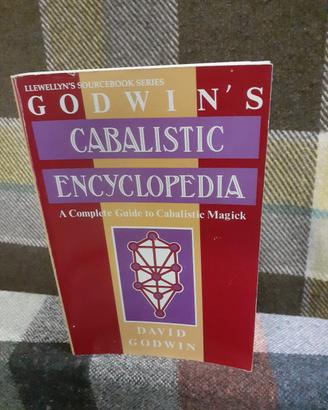 LLEWELLYN'S SOURCEBOOK SERIES
GODWIN'S
CABALISTIC
ENCYCLOPEDIA
A Complete Guide to Cabalistic Magick
DAVID
GODWIN